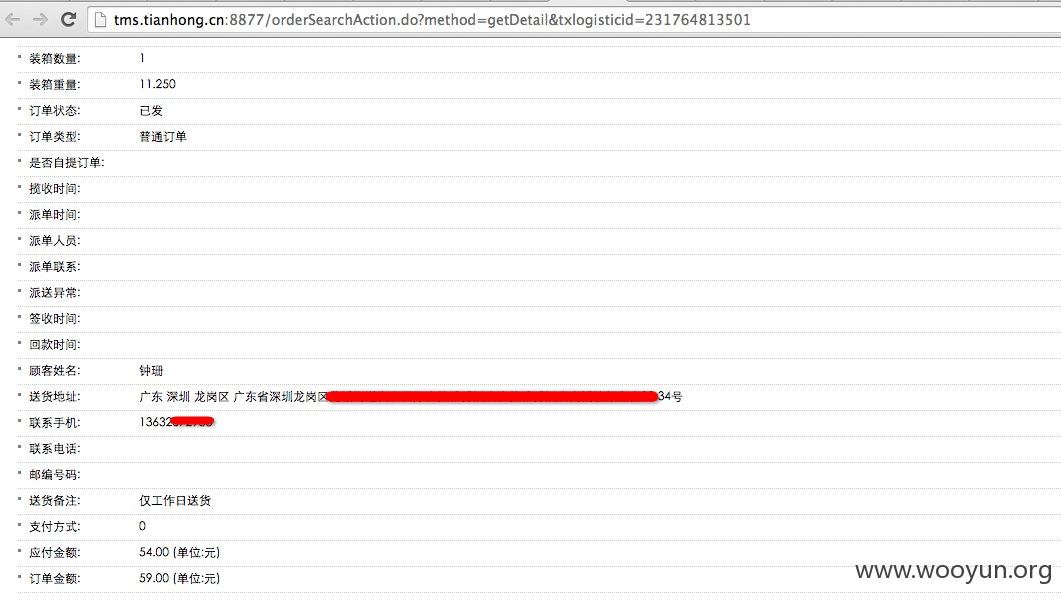 tms.tianhong.cn:8877/orderSearchAction.do?method=getDetail&txlogisticid=231764813501
装箱数量: 1
装箱重量: 11.250
订单状态: 已发
订单类型: 普通订单
是否自提订单:
揽收时间:
派单时间:
派单人员:
派单联系:
派送异常:
签收时间:
回款时间:
顾客姓名: 钟珊
送货地址: 广东 深圳 龙岗区 广东省深圳龙岗区 34号
联系手机: 13632
联系电话:
邮编号码:
送货备注: 仅工作日送货
支付方式: 0
应付金额: 54.00 (单位:元)
订单金额: 59.00 (单位:元)
www.wooyun.org